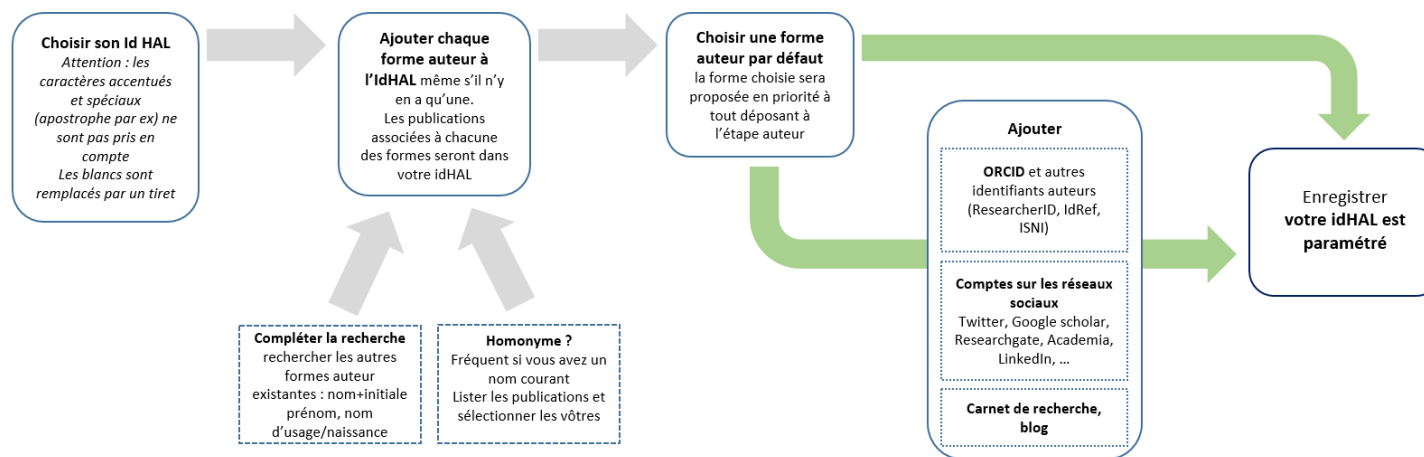 Choisir son Id HAL
Attention : les
caractères accentués
et spéciaux
(apostrophe par ex) ne
sont pas pris en
compte
Les blancs sont
remplacés par un tiret
Ajouter chaque
forme auteur à
l’IdHAL même s’il n’y
en a qu’une.
Les publications
associées à chacune
des formes seront dans
votre idHAL
Compléter la recherche
rechercher les autres
formes auteur
existantes : nom+initiale
prénom, nom
d’usage/naissance
Homonyme ?
Fréquent si vous avez un
nom courant
Lister les publications et
sélectionner les vôtres
Choisir une forme
auteur par défaut
la forme choisie sera
proposée en priorité à
tout déposant à
l’étape auteur
Ajouter
ORCID et autres
identifiants auteurs
(ResearcherID, IdRef,
ISNI)
Comptes sur les réseaux
sociaux
Twitter, Google scholar,
Researchgate, Academia,
LinkedIn, ...
Carnet de recherche,
blog
Enregistrer
votre idHAL est
paramétré